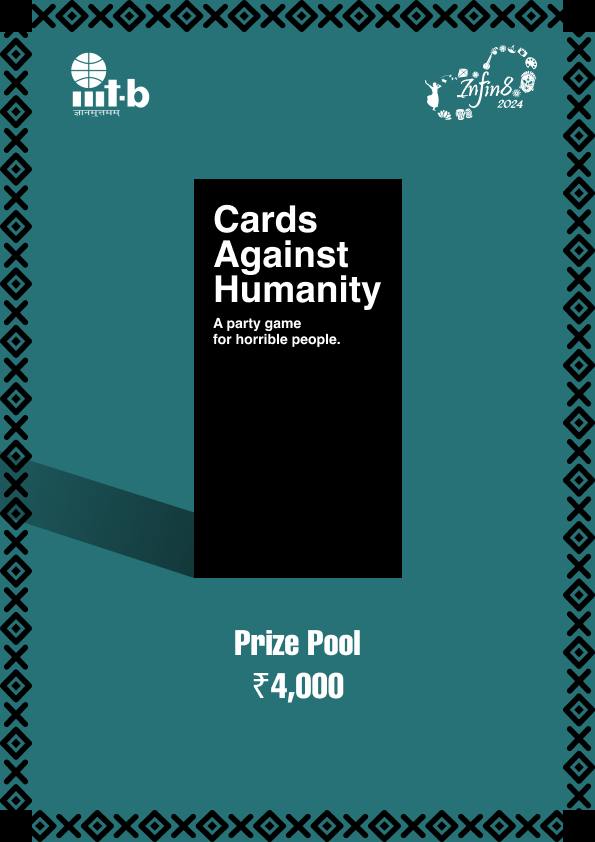 iiit-b
ज्ञानमुत्तमम्
Infin8
2024
Cards
Against
Humanity
A party game
for horrible people.
Prize Pool
₹4,000